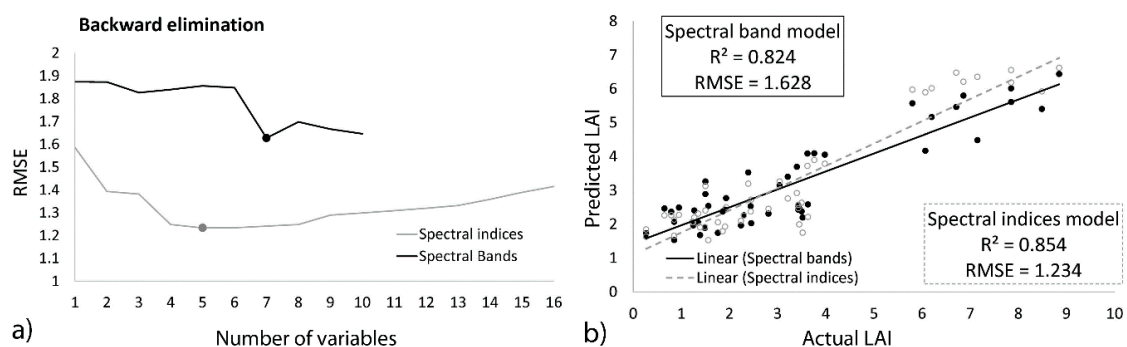 Backward elimination
RMSE
2
1.9
1.8
1.7
1.6
1.5
1.4
1.3
1.2
1.1
1
Spectral indices
Spectral Bands
1 2 3 4 5 6 7 8 9 10 11 12 13 14 15 16
Number of variables
a)
Predicted LAI
8
7
6
5
4
3
2
1
0
Spectral band model
R² = 0.824
RMSE = 1.628
Spectral indices model
R² = 0.854
RMSE = 1.234
Linear (Spectral bands)
Linear (Spectral indices)
0 1 2 3 4 5 6 7 8 9 10
Actual LAI
b)